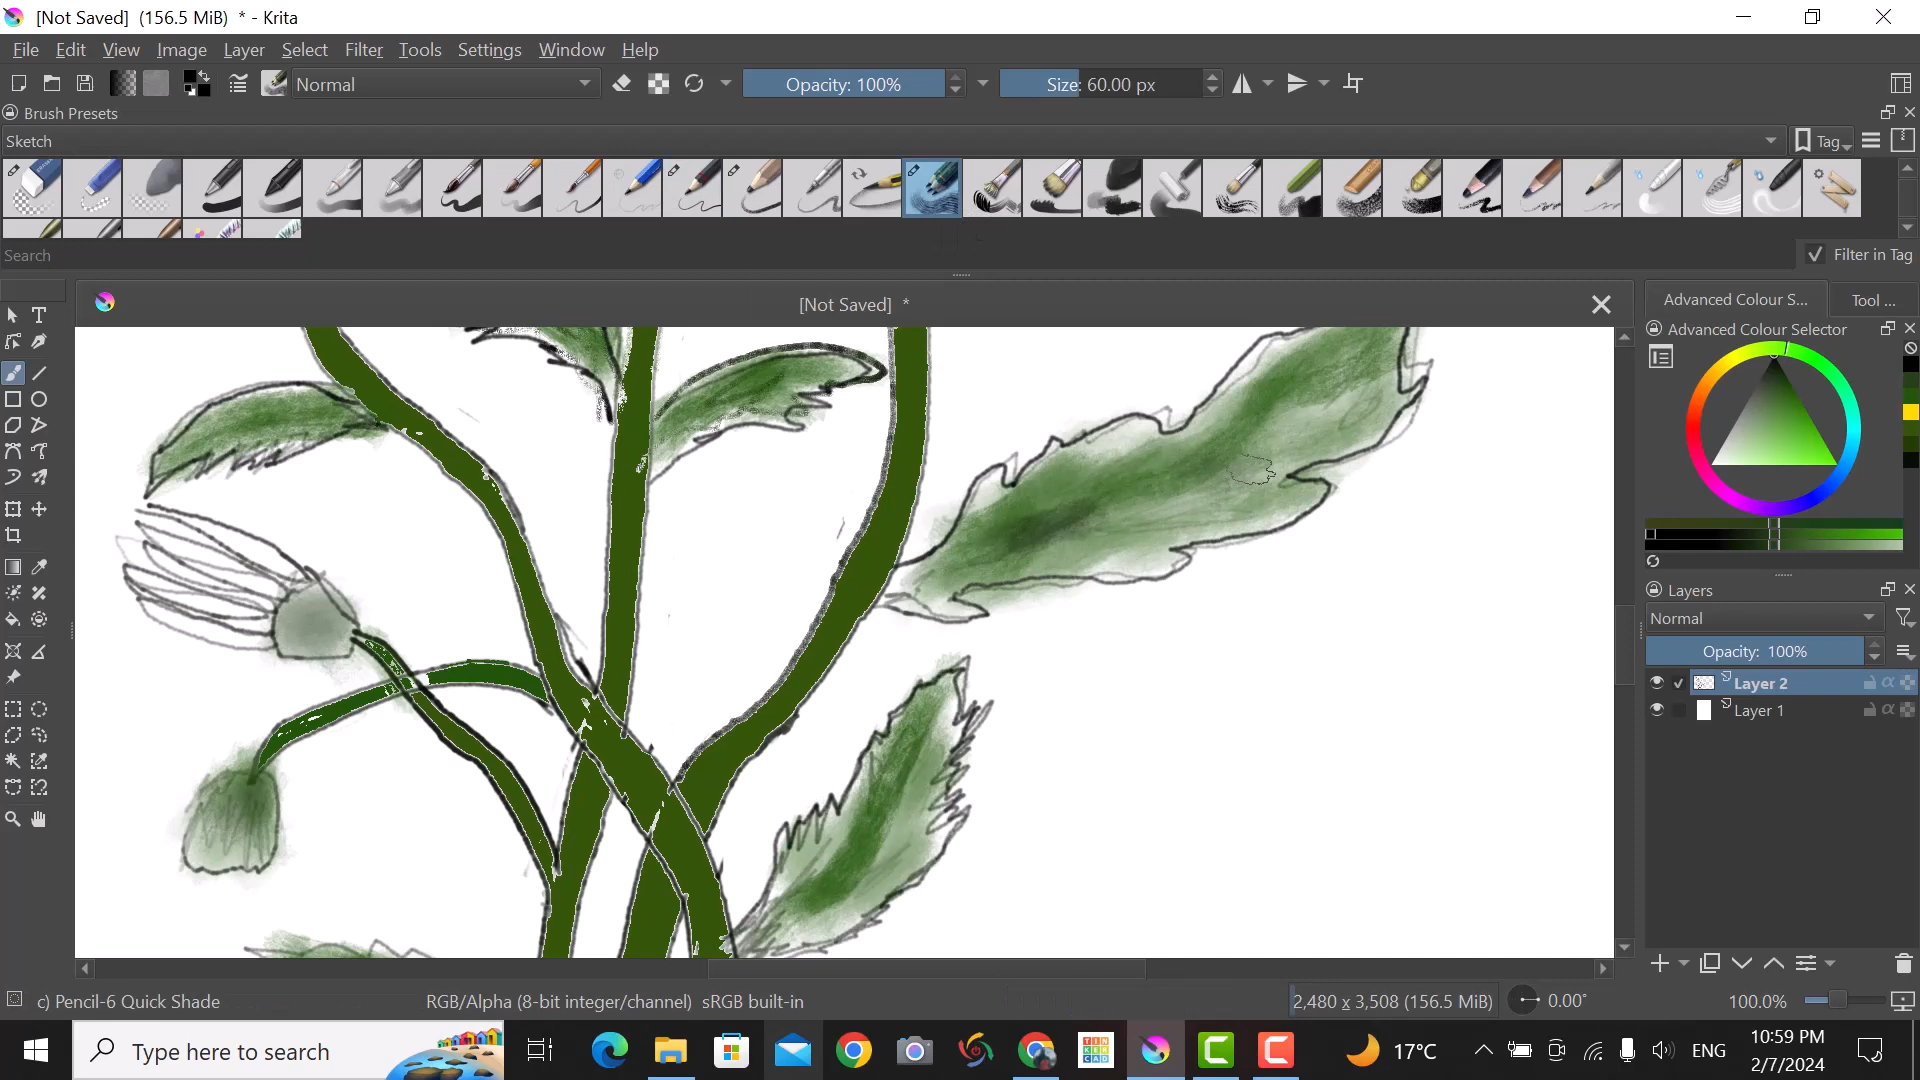 [Not Saved]  (156.5 MiB)  * - Krita
File Edit View Image Layer Select Filter Tools Settings Window Help
Normal Opacity: 100% Size: 60.00 px
Brush Presets
Sketch Tag
Search Filter in Tag
[Not Saved]  *
Advanced Colour S... Tool ...
Advanced Colour Selector
Layers
Normal
Opacity:  100%
Layer 2
Layer 1
c) Pencil-6 Quick Shade RGB/Alpha (8-bit integer/channel)  sRGB built-in 2,480 x 3,508 (156.5 MiB) 0.00° 100.0%
Type here to search TIN KER CAD 17°C ENG 10:59 PM
2/7/2024